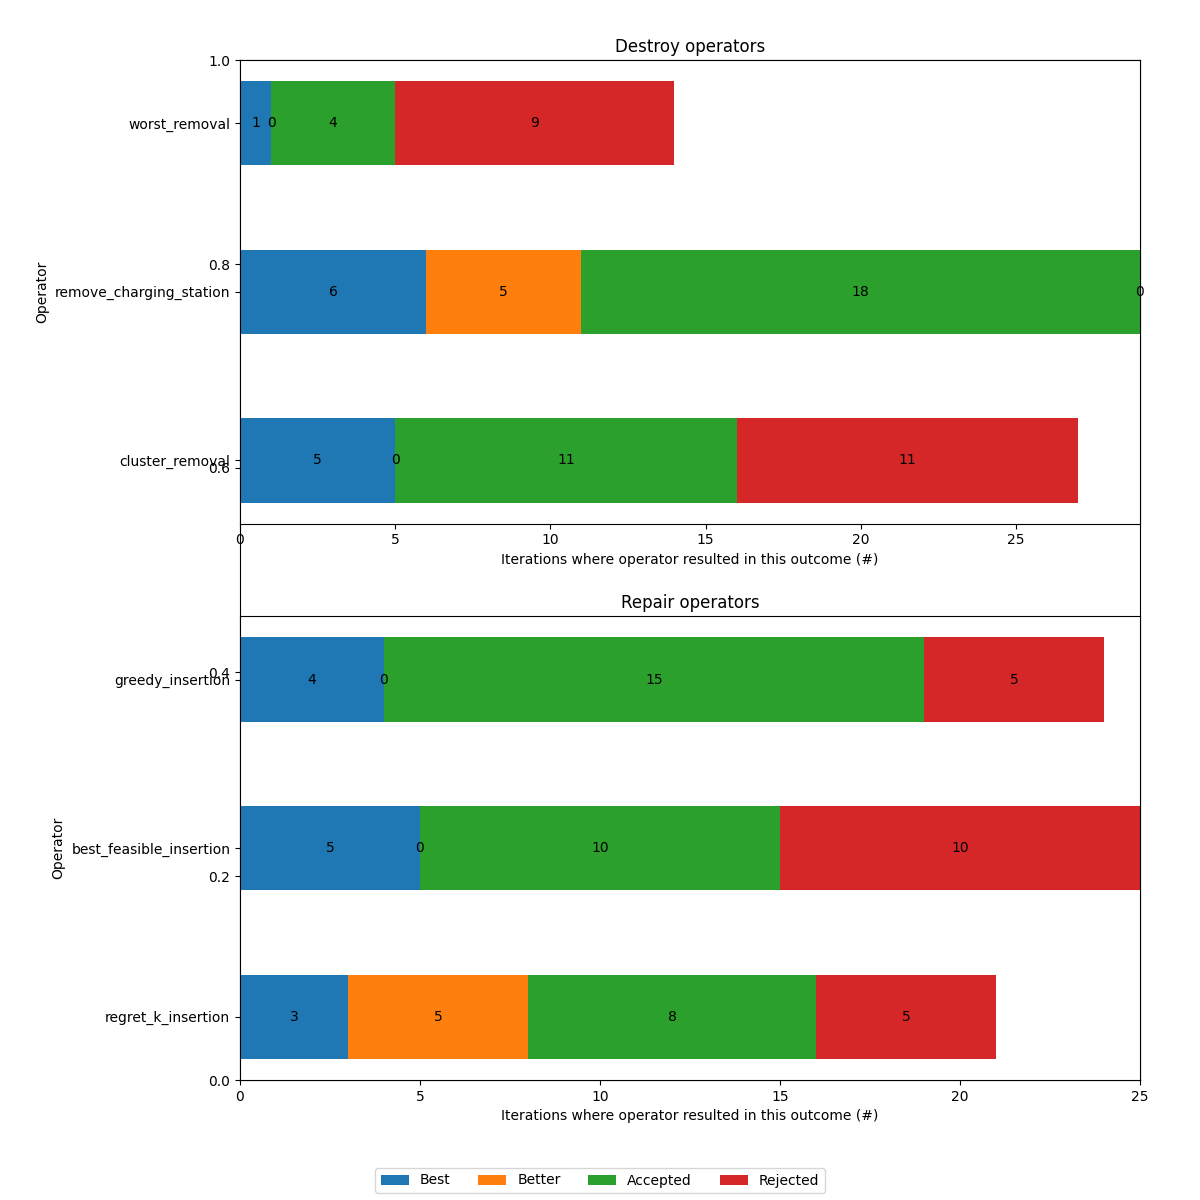 Destroy operators
1.0
worst_removal
1 0 4 9
0.8
Operator
remove_charging_station
6 5 18 0
cluster_removal
5 0 11 11
0.6
0 5 10 15 20 25
Iterations where operator resulted in this outcome (#)
Repair operators
0.4
greedy_insertion
4 0 15 5
Operator
best_feasible_insertion
5 0 10 10
0.2
regret_k_insertion
3 5 8 5
0.0
0 5 10 15 20 25
Iterations where operator resulted in this outcome (#)
Best Better Accepted Rejected